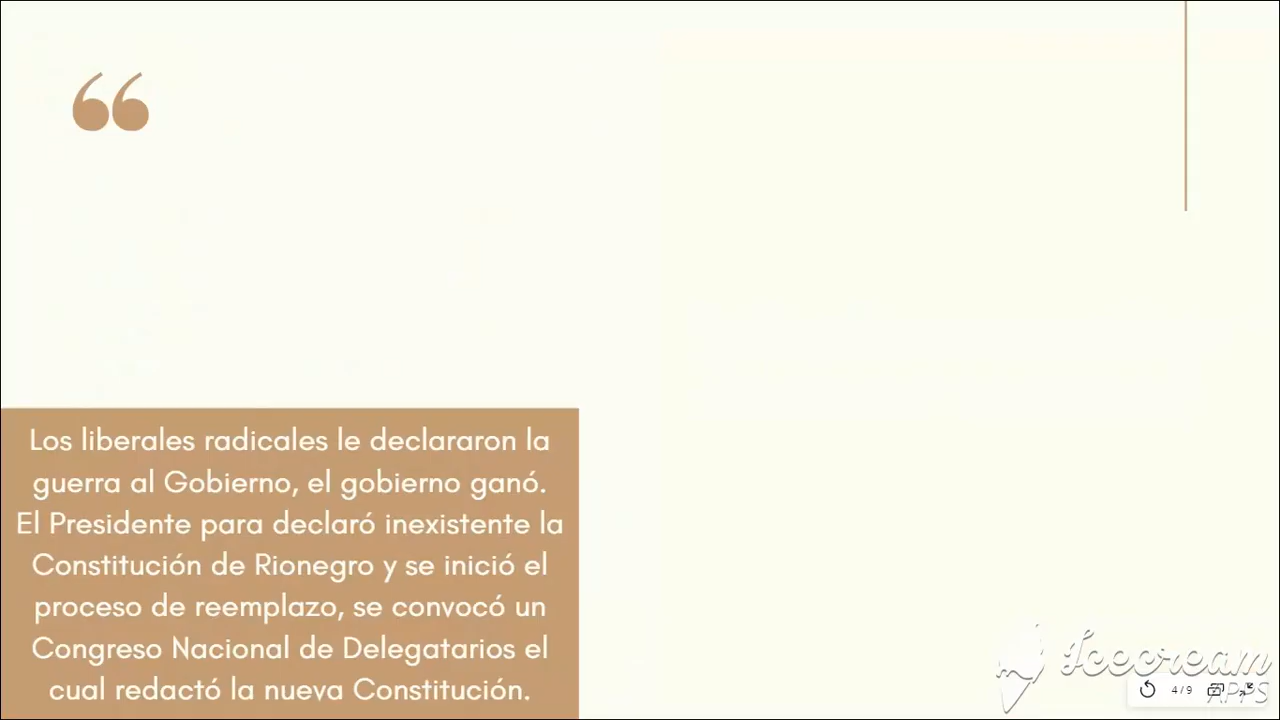 “
Los liberales radicales le declararon la
guerra al Gobierno, el gobierno ganó.
El Presidente para declaró inexistente la
Constitución de Rionegro y se inició el
proceso de reemplazo, se convocó un
Congreso Nacional de Delegatarios el
cual redactó la nueva Constitución.
Icecream
APPS
4/9